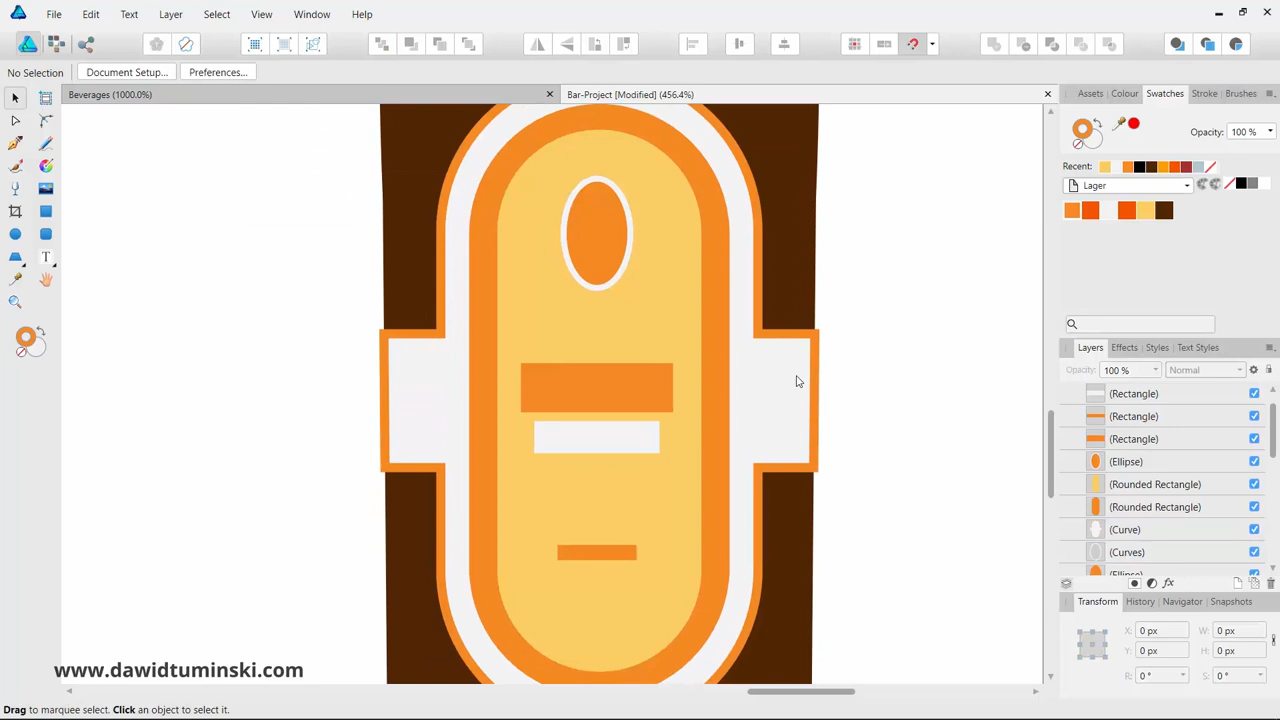 File Edit Text Layer Select View Window Help
No Selection Document Setup... Preferences...
Beverages (1000.0%) Bar-Project [Modified] (456.4%)
Assets Colour Swatches Stroke Brushes
Opacity: 100 %
Recent:
Lager
Layers Effects Styles Text Styles
Opacity: 100 % Normal
(Rectangle)
(Rectangle)
(Rectangle)
(Ellipse)
(Rounded Rectangle)
(Rounded Rectangle)
(Curve)
(Curves)
(Ellipse)
fx
Transform History Navigator Snapshots
X: 0 px W: 0 px
Y: 0 px H: 0 px
R: 0 ° S: 0 °
www.dawidtuminski.com
Drag to marquee select. Click an object to select it.